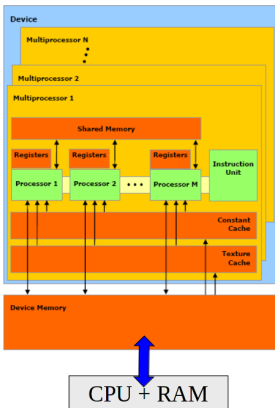 Device
Multiprocessor N
Multiprocessor 2
Multiprocessor 1
Shared Memory
Registers Registers Registers
Processor 1 Processor 2 Processor M
Instruction
Unit
Constant
Cache
Texture
Cache
Device Memory
CPU + RAM